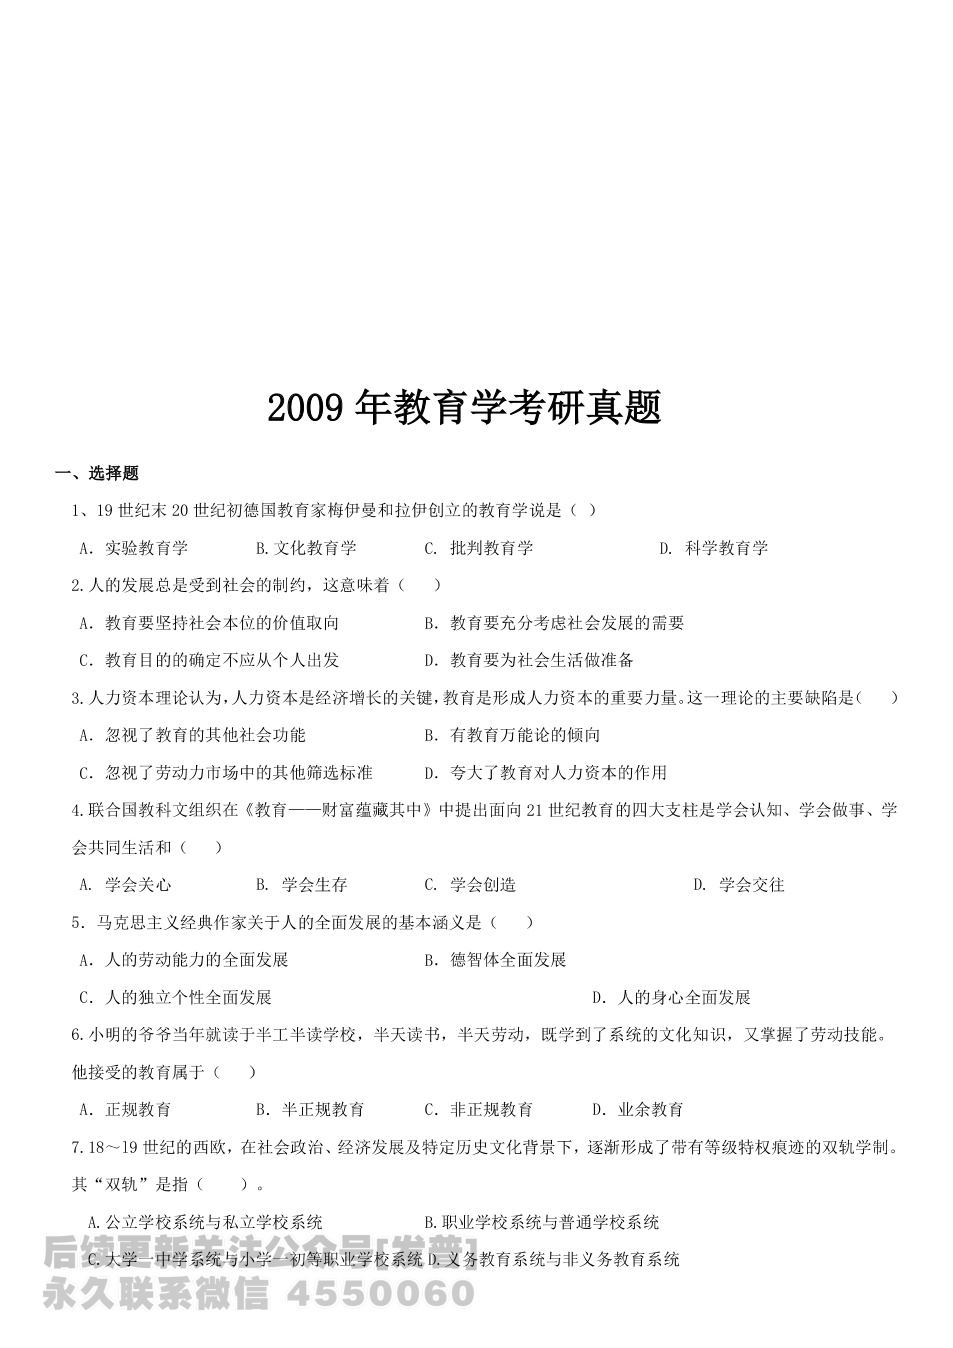 2009 年教育学考研真题
一、选择题
1、19 世纪末 20 世纪初德国教育家梅伊曼和拉伊创立的教育学说是（ ）
A．实验教育学 B.文化教育学 C. 批判教育学 D. 科学教育学
2.人的发展总是受到社会的制约，这意味着（ ）
A．教育要坚持社会本位的价值取向 B．教育要充分考虑社会发展的需要
C．教育目的的确定不应从个人出发 D．教育要为社会生活做准备
3.人力资本理论认为，人力资本是经济增长的关键，教育是形成人力资本的重要力量。这一理论的主要缺陷是（ ）
A．忽视了教育的其他社会功能 B．有教育万能论的倾向
C．忽视了劳动力市场中的其他筛选标准 D．夸大了教育对人力资本的作用
4.联合国教科文组织在《教育——财富蕴藏其中》中提出面向 21 世纪教育的四大支柱是学会认知、学会做事、学
会共同生活和（ ）
A. 学会关心 B. 学会生存 C. 学会创造 D. 学会交往
5．马克思主义经典作家关于人的全面发展的基本涵义是（ ）
A．人的劳动能力的全面发展 B．德智体全面发展
C．人的独立个性全面发展 D．人的身心全面发展
6.小明的爷爷当年就读于半工半读学校，半天读书，半天劳动，既学到了系统的文化知识，又掌握了劳动技能。
他接受的教育属于（ ）
A．正规教育 B．半正规教育 C．非正规教育 D．业余教育
7.18～l9 世纪的西欧，在社会政治、经济发展及特定历史文化背景下，逐渐形成了带有等级特权痕迹的双轨学制。
其“双轨”是指（ ）。
A.公立学校系统与私立学校系统 B.职业学校系统与普通学校系统
C.大学一中学系统与小学一初等职业学校系统 D.义务教育系统与非义务教育系统
后续更新关注公众号[发普]
永久联系微信 4550060